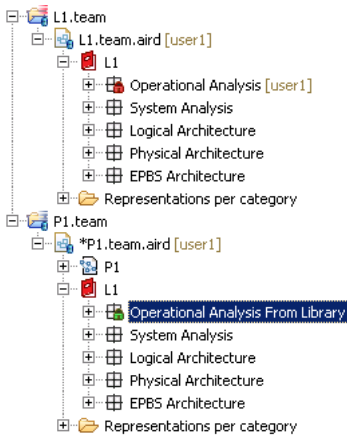 L1.team
L1.team.aird [user1]
L1
Operational Analysis [user1]
System Analysis
Logical Architecture
Physical Architecture
EPBS Architecture
Representations per category
P1.team
*P1.team.aird [user1]
P1
L1
Operational Analysis From Library
System Analysis
Logical Architecture
Physical Architecture
EPBS Architecture
Representations per category